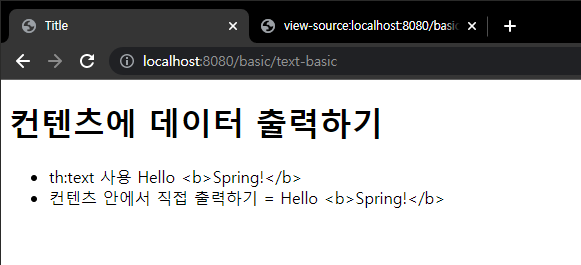 Title
view-source:localhost:8080/basi
localhost:8080/basic/text-basic
컨텐츠에 데이터 출력하기
th:text 사용 Hello <b>Spring!</b>
컨텐츠 안에서 직접 출력하기 = Hello <b>Spring!</b>